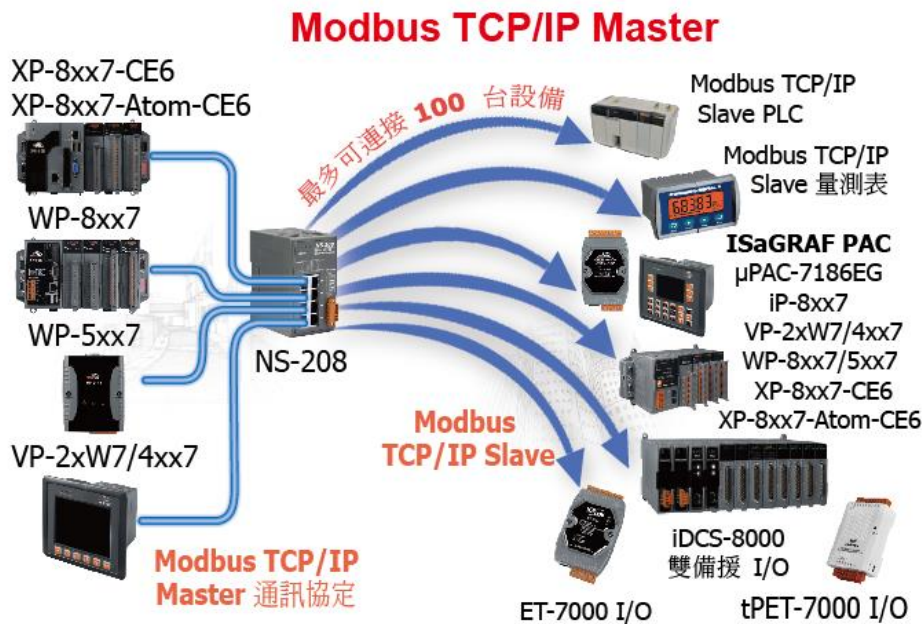 Modbus TCP/IP Master
XP-8xx7-CE6
XP-8xx7-Atom-CE6
WP-8xx7
WP-5xx7
VP-2xW7/4xx7
Modbus TCP/IP
Master 通訊協定
NS-208
最多可連接 100 台設備
Modbus
TCP/IP Slave
Modbus TCP/IP
Slave PLC
Modbus TCP/IP
Slave 量測表
68383
ISaGRAF PAC
µPAC-7186EG
iP-8xx7
VP-2xW7/4xx7
WP-8xx7/5xx7
XP-8xx7-CE6
XP-8xx7-Atom-CE6
iDCS-8000
雙備援 I/O
ET-7000 I/O
tPET-7000 I/O